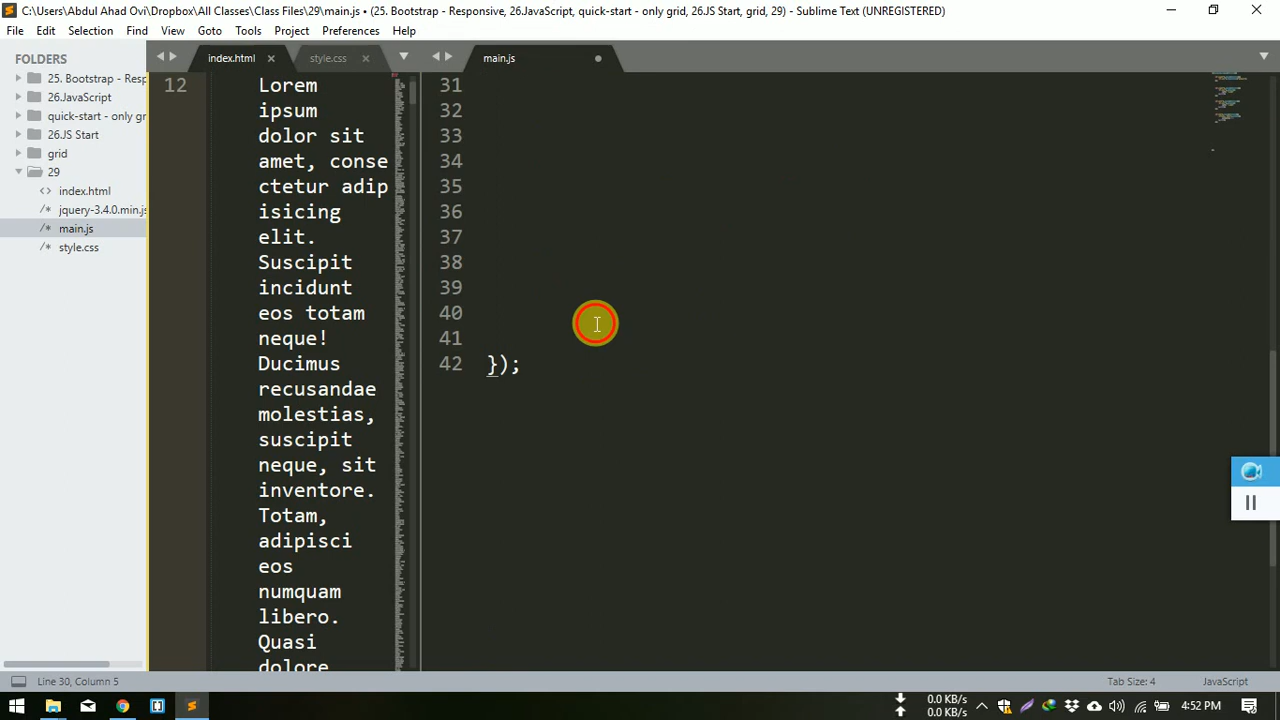 C:\Users\Abdul Ahad Ovi\Dropbox\All Classes\Class Files\29\main.js • (25. Bootstrap - Responsive, 26.JavaScript, quick-start - only grid, 26.JS Start, grid, 29) - Sublime Text (UNREGISTERED)
File Edit Selection Find View Goto Tools Project Preferences Help
FOLDERS
25. Bootstrap - Resp
26.JavaScript
quick-start - only gr
26.JS Start
grid
29
index.html
jquery-3.4.0.min.js
main.js
style.css
index.html
style.css
12 Lorem
ipsum
dolor sit
amet, conse
ctetur adip
isicing
elit.
Suscipit
incidunt
eos totam
neque!
Ducimus
recusandae
molestias,
suscipit
neque, sit
inventore.
Totam,
adipisci
eos
numquam
libero.
Quasi
dolore
main.js
31
32
33
34
35
36
37
38
39
40
41
42 });
Line 30, Column 5
Tab Size: 4
JavaScript
0.0 KB/s
0.0 KB/s
4:52 PM